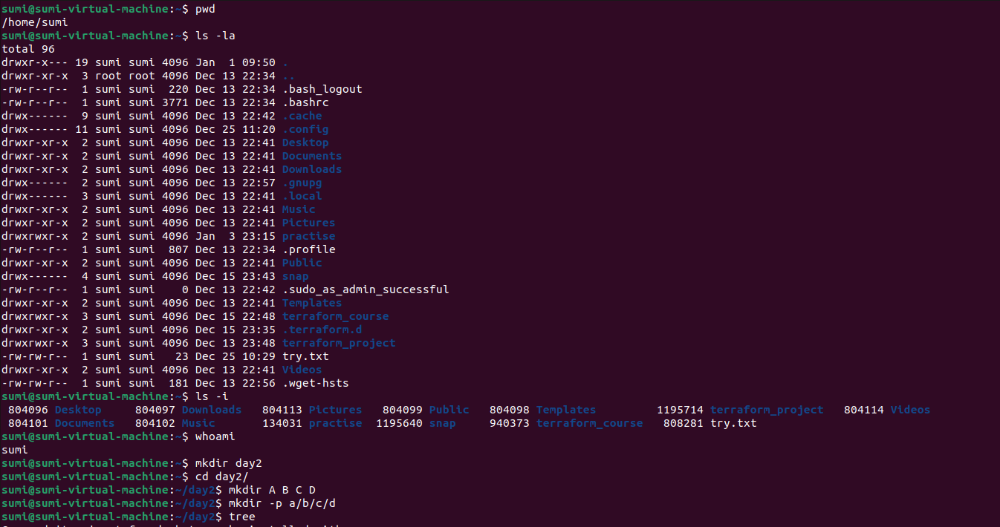 sumi@sumi-virtual-machine:~$ pwd
/home/sumi
sumi@sumi-virtual-machine:~$ ls -la
total 96
drwxr-x--- 19 sumi sumi 4096 Jan  1 09:50 .
drwxr-xr-x  3 root root 4096 Dec 13 22:34 ..
-rw-r--r--  1 sumi sumi  220 Dec 13 22:34 .bash_logout
-rw-r--r--  1 sumi sumi 3771 Dec 13 22:34 .bashrc
drwx------  9 sumi sumi 4096 Dec 13 22:42 .cache
drwx------ 11 sumi sumi 4096 Dec 25 11:20 .config
drwxr-xr-x  2 sumi sumi 4096 Dec 13 22:41 Desktop
drwxr-xr-x  2 sumi sumi 4096 Dec 13 22:41 Documents
drwxr-xr-x  2 sumi sumi 4096 Dec 13 22:41 Downloads
drwx------  2 sumi sumi 4096 Dec 13 22:57 .gnupg
drwx------  3 sumi sumi 4096 Dec 13 22:41 .local
drwxr-xr-x  2 sumi sumi 4096 Dec 13 22:41 Music
drwxr-xr-x  2 sumi sumi 4096 Dec 13 22:41 Pictures
drwxrwxr-x  2 sumi sumi 4096 Jan  3 23:15 practise
-rw-r--r--  1 sumi sumi  807 Dec 13 22:34 .profile
drwxr-xr-x  2 sumi sumi 4096 Dec 13 22:41 Public
drwx------  4 sumi sumi 4096 Dec 15 23:43 snap
-rw-r--r--  1 sumi sumi    0 Dec 13 22:42 .sudo_as_admin_successful
drwxr-xr-x  2 sumi sumi 4096 Dec 13 22:41 Templates
drwxrwxr-x  3 sumi sumi 4096 Dec 15 22:48 terraform_course
drwxr-xr-x  2 sumi sumi 4096 Dec 15 23:35 .terraform.d
drwxrwxr-x  3 sumi sumi 4096 Dec 13 23:48 terraform_project
-rw-rw-r--  1 sumi sumi   23 Dec 25 10:29 try.txt
drwxr-xr-x  2 sumi sumi 4096 Dec 13 22:41 Videos
-rw-rw-r--  1 sumi sumi  181 Dec 13 22:56 .wget-hsts
sumi@sumi-virtual-machine:~$ ls -i
 804096 Desktop     804097 Downloads   804113 Pictures   804099 Public   804098 Templates         1195714 terraform_project   804114 Videos
 804101 Documents   804102 Music       134031 practise  1195640 snap     940373 terraform_course   808281 try.txt
sumi@sumi-virtual-machine:~$ whoami
sumi
sumi@sumi-virtual-machine:~$ mkdir day2
sumi@sumi-virtual-machine:~$ cd day2/
sumi@sumi-virtual-machine:~/day2$ mkdir A B C D
sumi@sumi-virtual-machine:~/day2$ mkdir -p a/b/c/d
sumi@sumi-virtual-machine:~/day2$ tree